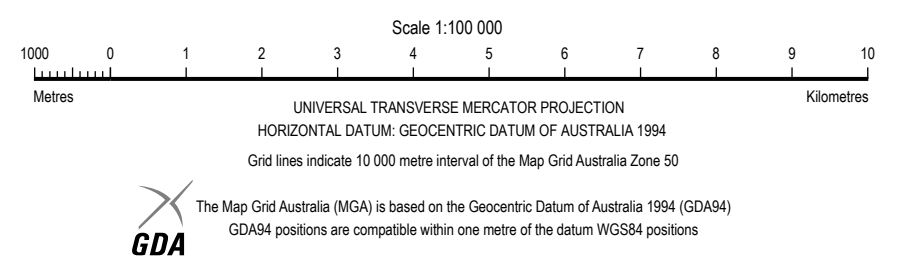 Scale 1:100 000
1000 0 1 2 3 4 5 6 7 8 9 10
Metres Kilometres
UNIVERSAL TRANSVERSE MERCATOR PROJECTION
HORIZONTAL DATUM: GEOCENTRIC DATUM OF AUSTRALIA 1994
Grid lines indicate 10 000 metre interval of the Map Grid Australia Zone 50
The Map Grid Australia (MGA) is based on the Geocentric Datum of Australia 1994 (GDA94)
GDA94 positions are compatible within one metre of the datum WGS84 positions
GDA